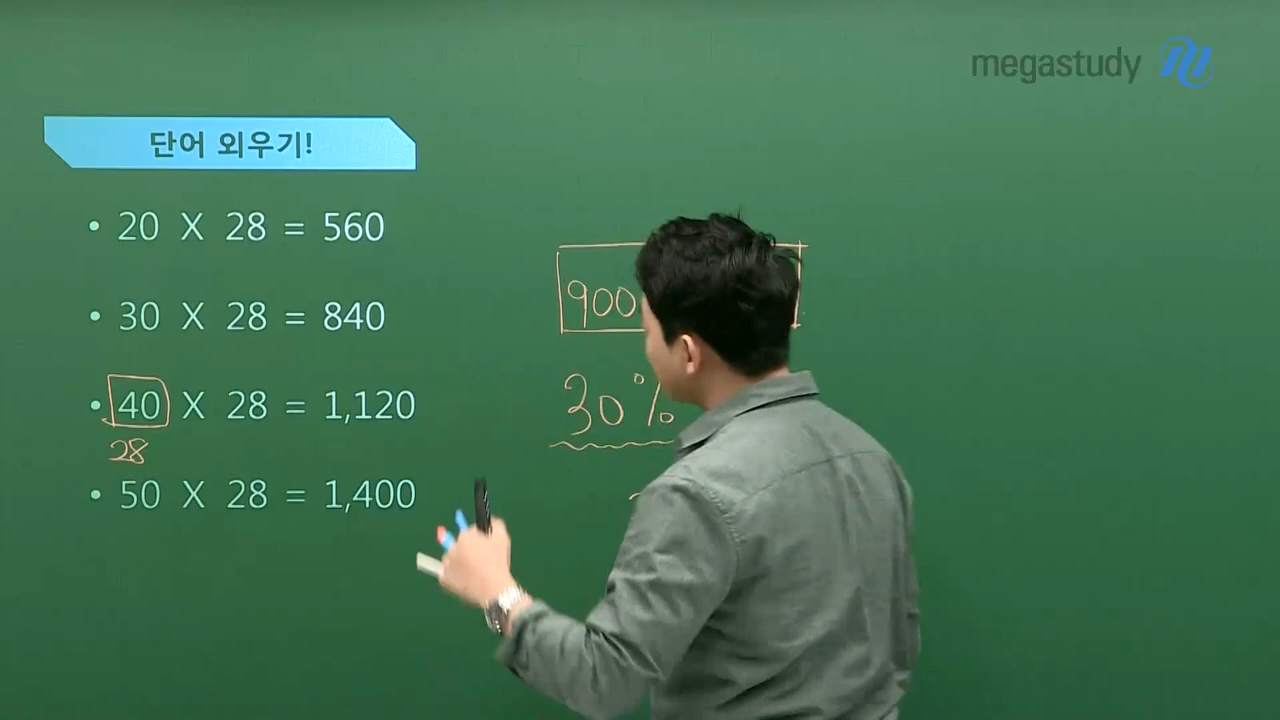 megastudy
단어 외우기!
• 20 X 28 = 560
• 30 X 28 = 840
• 40 X 28 = 1,120
28
• 50 X 28 = 1,400
900
30%